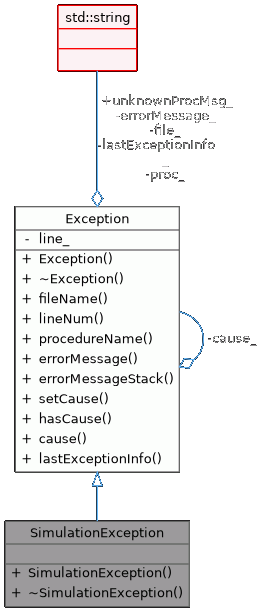 std::string
+unknownProcMsg_
-errorMessage_
-file_
-lastExceptionInfo
_
-proc_
Exception
- line_
+ Exception()
+ ~Exception()
+ fileName()
+ lineNum()
+ procedureName()
+ errorMessage()
+ errorMessageStack()
+ setCause()
+ hasCause()
+ cause()
+ lastExceptionInfo()
-cause_
SimulationException
+ SimulationException()
+ ~SimulationException()